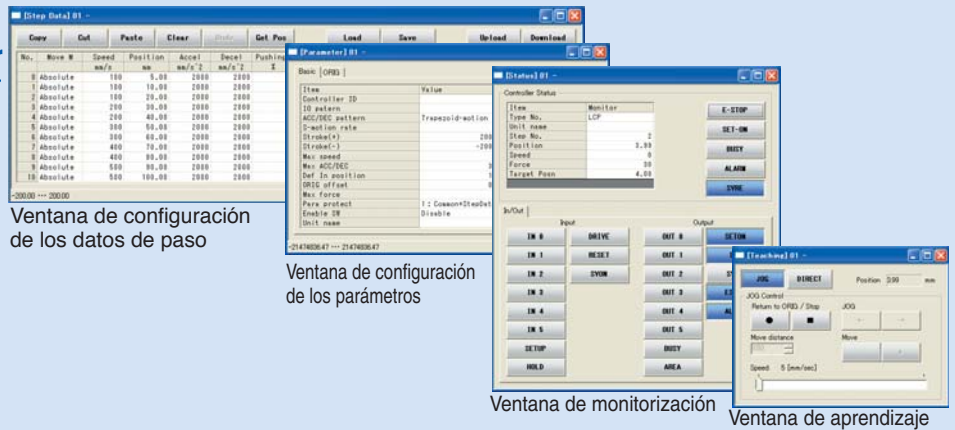 [Step Data] 01 -
Copy Cut Paste Clear Undo Get Pos Load Save Upload Download
No. Move M Speed Position Accel Decel Pushing
mm/s mm mm/s^2 mm/s^2 %
0 Absolute 100 5.00 2000 2000
1 Absolute 100 10.00 2000 2000
2 Absolute 100 20.00 2000 2000
3 Absolute 200 30.00 2000 2000
4 Absolute 200 40.00 2000 2000
5 Absolute 300 50.00 2000 2000
6 Absolute 300 60.00 2000 2000
7 Absolute 400 70.00 2000 2000
8 Absolute 400 80.00 2000 2000
9 Absolute 500 90.00 2000 2000
10 Absolute 500 100.00 2000 2000
-200.00 --- 200.00
Ventana de configuración
de los datos de paso
[Parameter] 01 -
Basic ORIG
Item Value
Controller ID
IO patern
ACC/DEC pattern Trapezoid-motion
S-motion rate
Stroke(+) 200
Stroke(-) -200
Max speed
Max ACC/DEC 3
Def In position 1
ORIG offset 0
Max force
Para protect 1: Common+StepDat
Enable SW Disable
Unit name
-21474836.47 --- 21474836.47
Ventana de configuración
de los parámetros
[Status] 01 -
Controller Status
Item Monitor
Type No. LCP
Unit name
Step No. 2
Position 3.99
Speed 0
Force 30
Target Posn 4.00
E-STOP
SET-ON
BUSY
ALARM
SVRE
In/Out
Input Output
IN 0 DRIVE OUT 0 SETON
IN 1 RESET OUT 1
IN 2 SVON OUT 2
IN 3 OUT 3
IN 4 OUT 4
IN 5 OUT 5
SETUP BUSY
HOLD AREA
Ventana de monitorización
[Teaching] 01 -
JOG DIRECT Position 3.99 mm
JOG Control
Return to ORIG / Stop JOG
Move distance Move
Speed 5 [mm/sec]
Ventana de aprendizaje